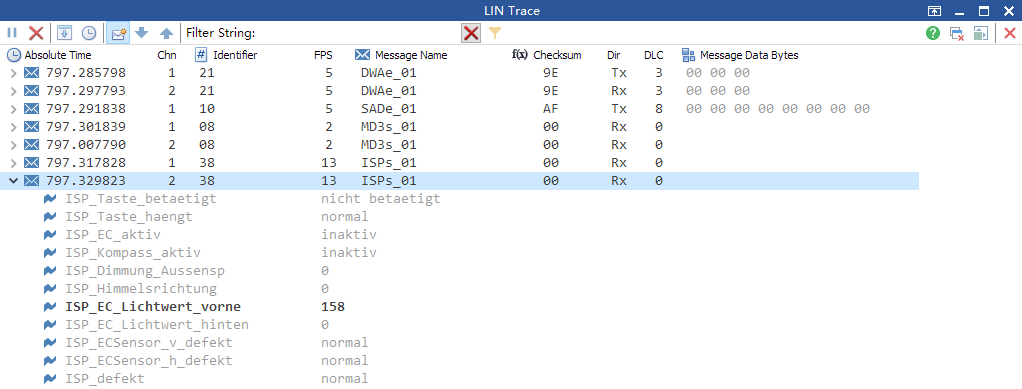 LIN Trace
Filter String:
Absolute Time Chn Identifier FPS Message Name f(x) Checksum Dir DLC Message Data Bytes
797.285798 1 21 5 DWAe_01 9E Tx 3 00 00 00
797.297793 2 21 5 DWAe_01 9E Rx 3 00 00 00
797.291838 1 10 5 SADe_01 AF Tx 8 00 00 00 00 00 00 00 00
797.301839 1 08 2 MD3s_01 00 Rx 0
797.007790 2 08 2 MD3s_01 00 Rx 0
797.317828 1 38 13 ISPs_01 00 Rx 0
797.329823 2 38 13 ISPs_01 00 Rx 0
ISP_Taste_betaetigt nicht betaetigt
ISP_Taste_haengt normal
ISP_EC_aktiv inaktiv
ISP_Kompass_aktiv inaktiv
ISP_Dimmung_Aussensp 0
ISP_Himmelsrichtung 0
ISP_EC_Lichtwert_vorne 158
ISP_EC_Lichtwert_hinten 0
ISP_ECSensor_v_defekt normal
ISP_ECSensor_h_defekt normal
ISP_defekt normal